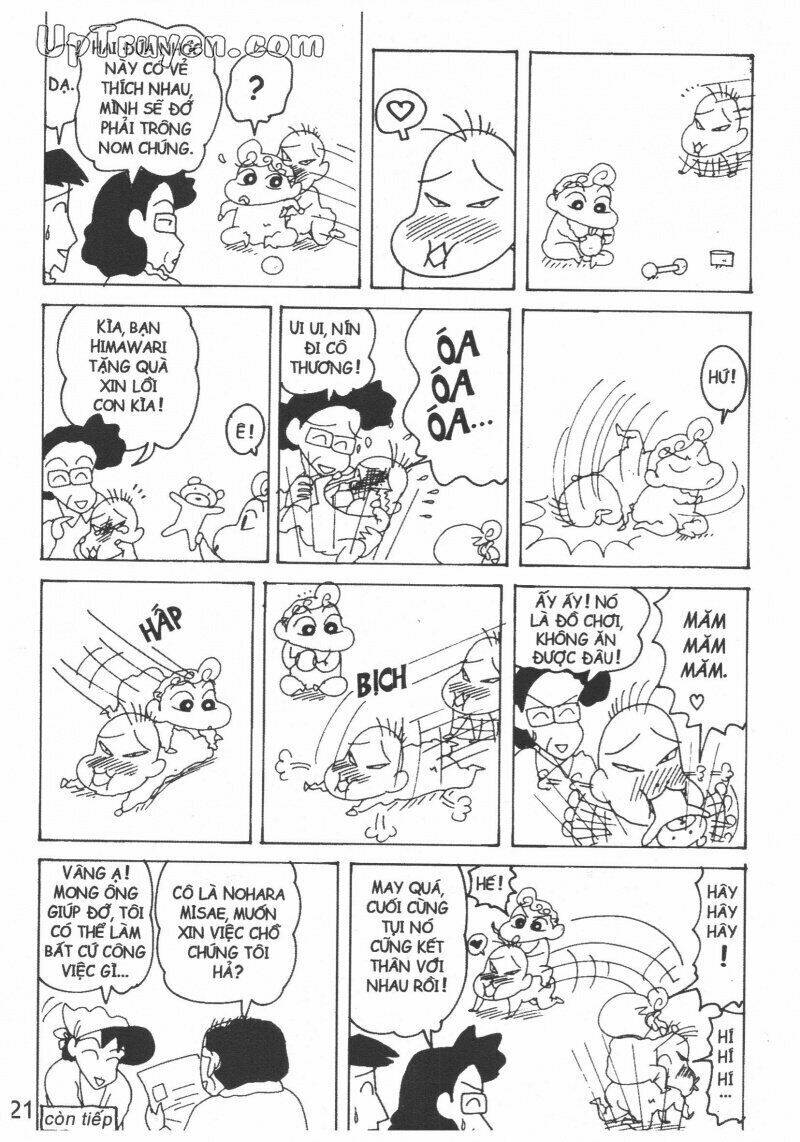 UpTruyen.com
HAI ĐỨA NHÓC
NÀY CÓ VẺ
THÍCH NHAU,
MÌNH SẼ ĐỠ
PHẢI TRÔNG
NOM CHÚNG.
DẠ.
?
KÌA, BẠN
HIMAWARI
TẶNG QUÀ
XIN LỖI
CON KÌA!
Ê!
UI UI, NÍN
ĐI CÔ
THƯƠNG!
ÓA
ÓA
ÓA...
HỨ!
HẤP
BỊCH
ẤY ẤY! NÓ
LÀ ĐỒ CHƠI,
KHÔNG ĂN
ĐƯỢC ĐÂU!
MĂM
MĂM
MĂM.
VÂNG Ạ!
MONG ÔNG
GIÚP ĐỠ, TÔI
CÓ THỂ LÀM
BẤT CỨ CÔNG
VIỆC GÌ...
CÔ LÀ NOHARA
MISAE, MUỐN
XIN VIỆC CHỖ
CHÚNG TÔI
HẢ?
MAY QUÁ,
CUỐI CÙNG
TỤI NÓ
CŨNG KẾT
THÂN VỚI
NHAU RỒI!
HẾ!
HÂY
HÂY
HÂY
!
HÍ
HÍ
HÍ
...
21
còn tiếp